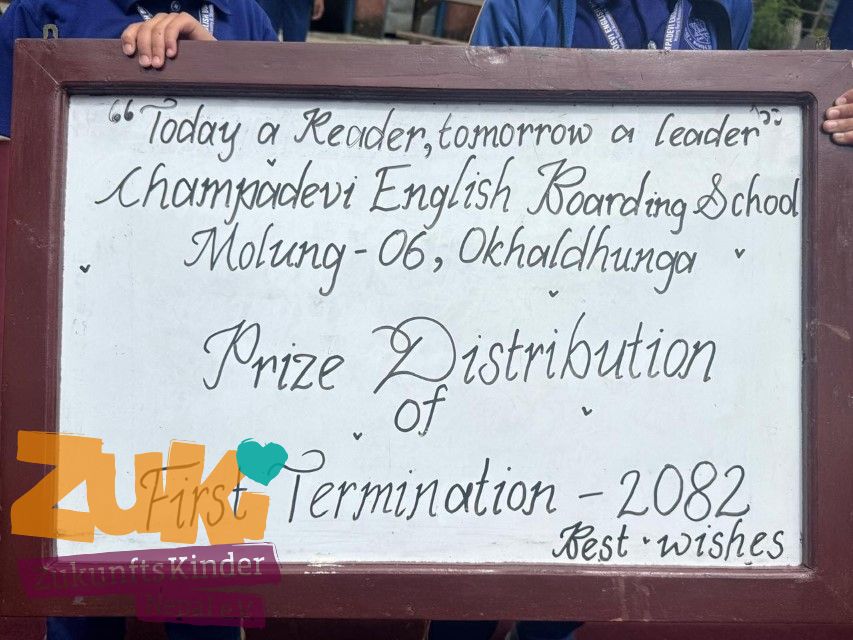 “Today a Reader, tomorrow a leader”
Champadevi English Boarding School
Molung - 06, Okhaldhunga
Prize Distribution
of
First Termination - 2082
Best wishes
ZUKI
ZukunftsKinder
Nepal e.V.